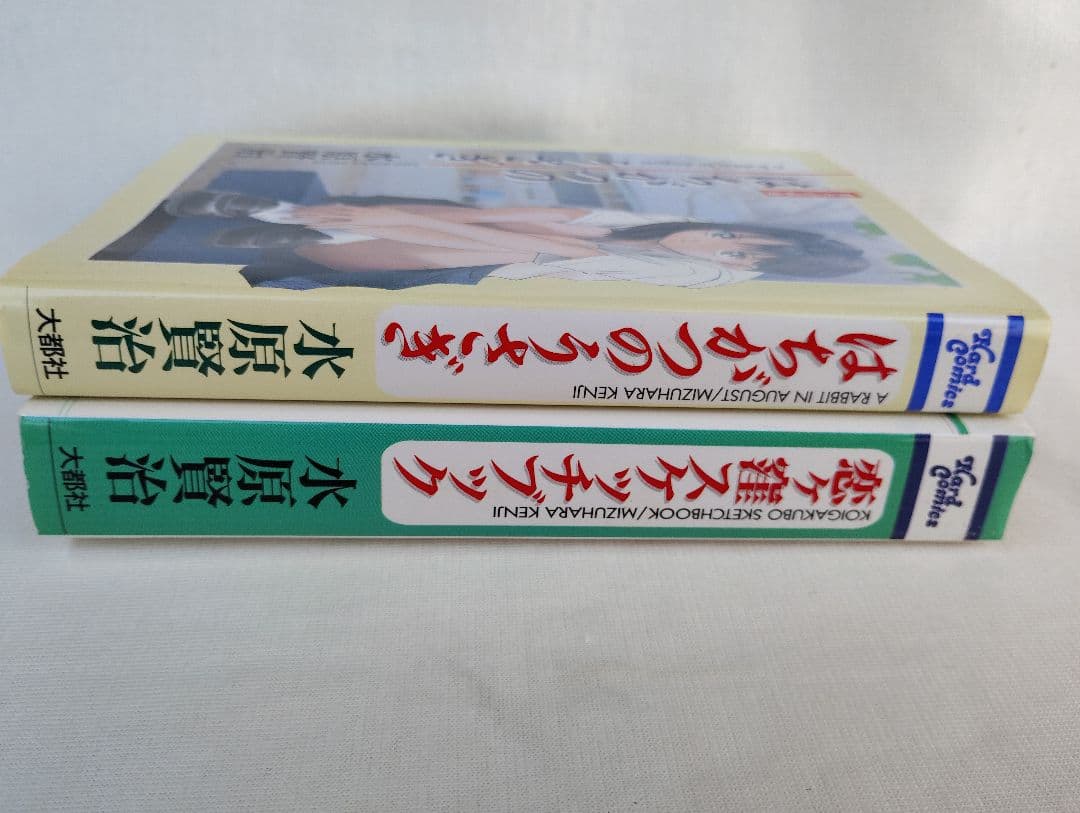 Hard Comics
はちがつのうさぎ
A RABBIT IN AUGUST/MIZUHARA KENJI
水原賢治
大都社
Hard Comics
恋ヶ窪スケッチブック
KOIGAKUBO SKETCHBOOK/MIZUHARA KENJI
水原賢治
大都社